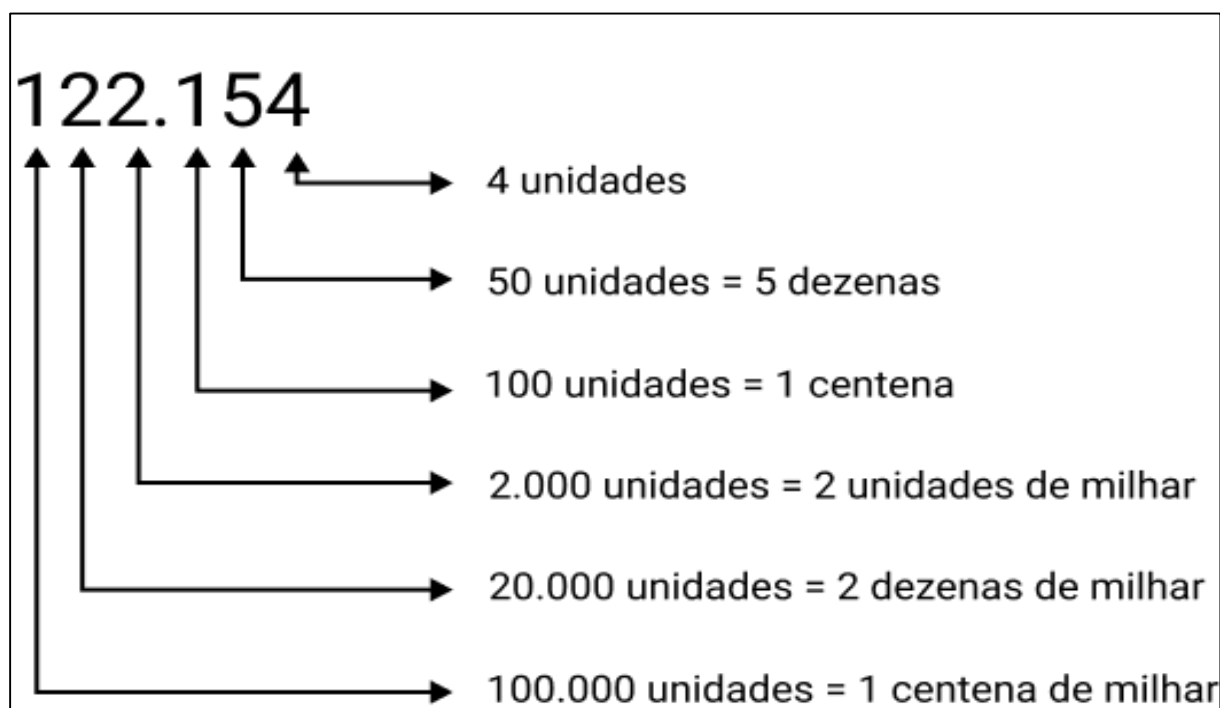 122.154
4 unidades
50 unidades = 5 dezenas
100 unidades = 1 centena
2.000 unidades = 2 unidades de milhar
20.000 unidades = 2 dezenas de milhar
100.000 unidades = 1 centena de milhar